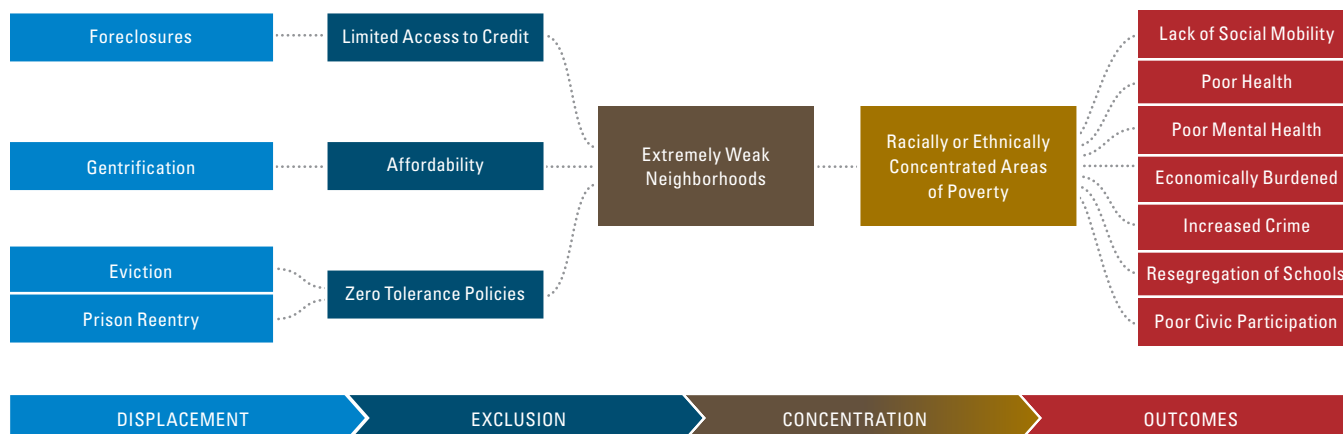 Foreclosures
Limited Access to Credit
Gentrification
Affordability
Eviction
Prison Reentry
Zero Tolerance Policies
Extremely Weak
Neighborhoods
Racially or Ethnically
Concentrated Areas
of Poverty
Lack of Social Mobility
Poor Health
Poor Mental Health
Economically Burdened
Increased Crime
Resegregation of Schools
Poor Civic Participation
DISPLACEMENT
EXCLUSION
CONCENTRATION
OUTCOMES